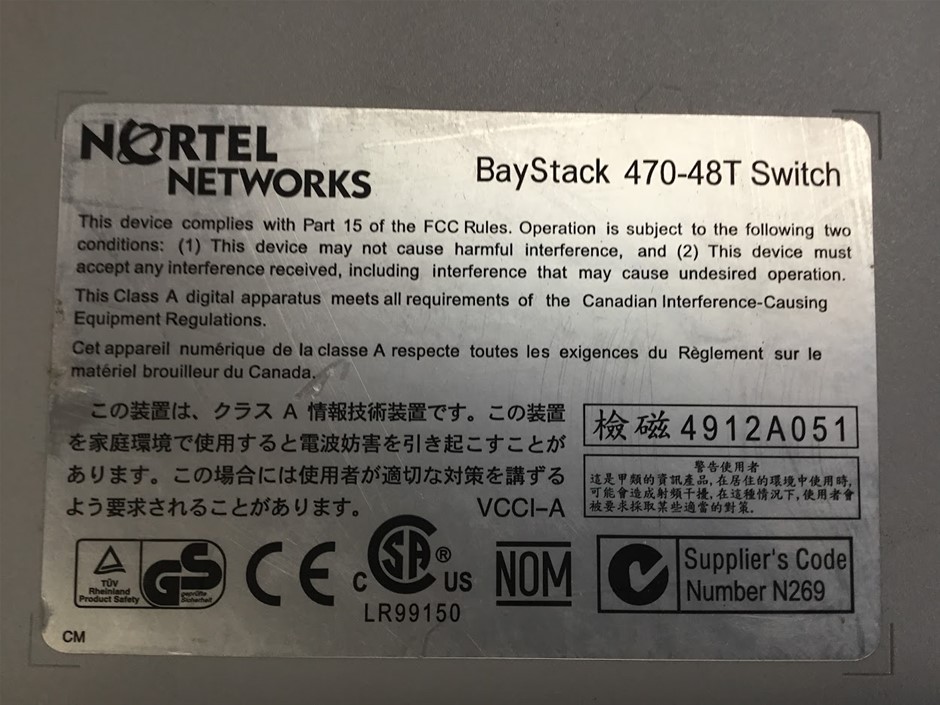 NORTEL
NETWORKS
BayStack 470-48T Switch
This device complies with Part 15 of the FCC Rules. Operation is subject to the following two
conditions: (1) This device may not cause harmful interference, and (2) This device must
accept any interference received, including interference that may cause undesired operation.
This Class A digital apparatus meets all requirements of the Canadian Interference-Causing
Equipment Regulations.
Cet appareil numérique de la classe A respecte toutes les exigences du Règlement sur le
matériel brouilleur du Canada.
この装置は、クラス A 情報技術装置です。この装置
を家庭環境で使用すると電波妨害を引き起こすことが
あります。この場合には使用者が適切な対策を講ずる
よう要求されることがあります。 VCCI-A
檢磁 4912A051
警告使用者
這是甲類的資訊產品,在居住的環境中使用時,
可能會造成射頻干擾,在這種情況下,使用者會
被要求採取某些適當的對策.
TÜV
Rheinland
Product Safety
GS
geprüfte
Sicherheit
CE
C SA ® US
LR99150
NOM
Supplier's Code
Number N269
CM